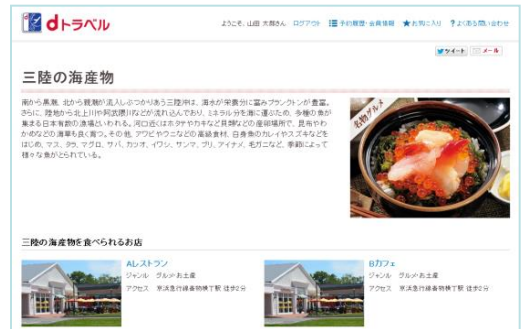 dトラベル
ようこそ、山田 太郎さん ログアウト 予約履歴・会員情報 お気に入り よくある問い合わせ
ツイート メール
三陸の海産物
南から黒潮、北から親潮が流入しぶつかりあう三陸沖は、海水が栄養分に富みプランクトンが豊富。
さらに、陸地から北上川や阿武隈川などが流れ込んでおり、ミネラル分を海に運ぶため、多種の魚が
集まる日本有数の漁場といわれる。河口近くはホタテやカキなど貝類などの産卵場所で、昆布やわ
かめなどの海藻も良く育つ。その他、アワビやウニなどの高級食材、白身魚のカレイやスズキなどを
はじめ、マス、タラ、マグロ、サバ、カツオ、イワシ、サンマ、ブリ、アイナメ、毛ガニなど、季節によって
様々な魚がとられている。
名物グルメ
三陸の海産物を食べられるお店
Aレストラン
ジャンル グルメ・お土産
アクセス 京浜急行線番物横丁駅 徒歩2分
Bカフェ
ジャンル グルメ・お土産
アクセス 京浜急行線番物横丁駅 徒歩2分